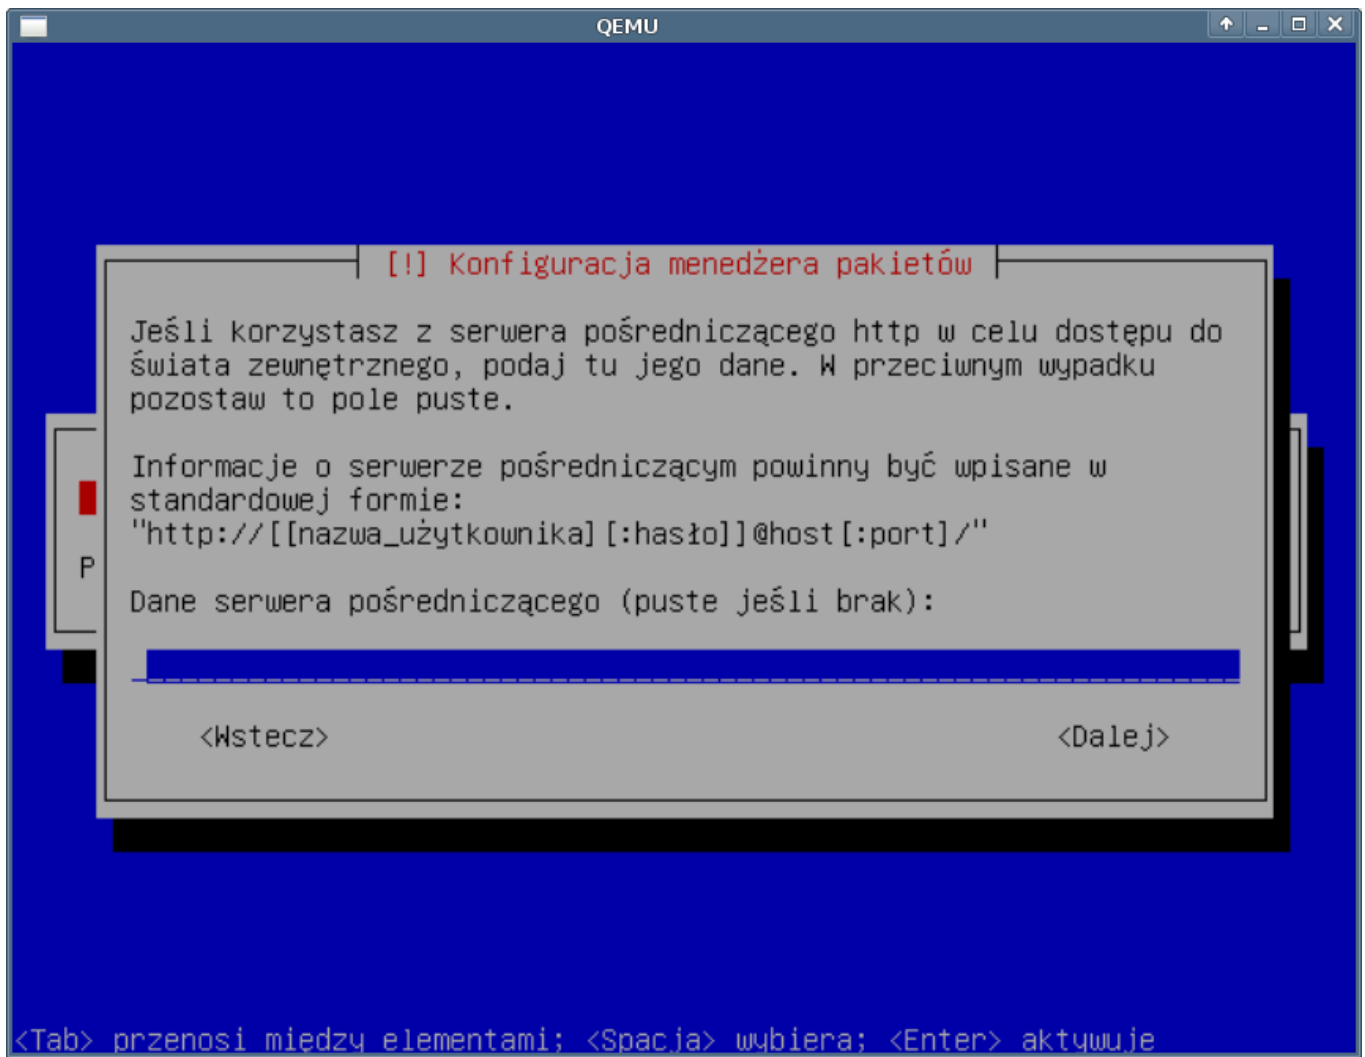 QEMU
[!] Konfiguracja menedżera pakietów
Jeśli korzystasz z serwera pośredniczącego http w celu dostępu do
świata zewnętrznego, podaj tu jego dane. W przeciwnym wypadku
pozostaw to pole puste.
Informacje o serwerze pośredniczącym powinny być wpisane w
standardowej formie:
"http://[[nazwa_użytkownika][:hasło]]@host[:port]/"
P
Dane serwera pośredniczącego (puste jeśli brak):
<Wstecz> <Dalej>
<Tab> przenosi między elementami; <Spacja> wybiera; <Enter> aktywuje